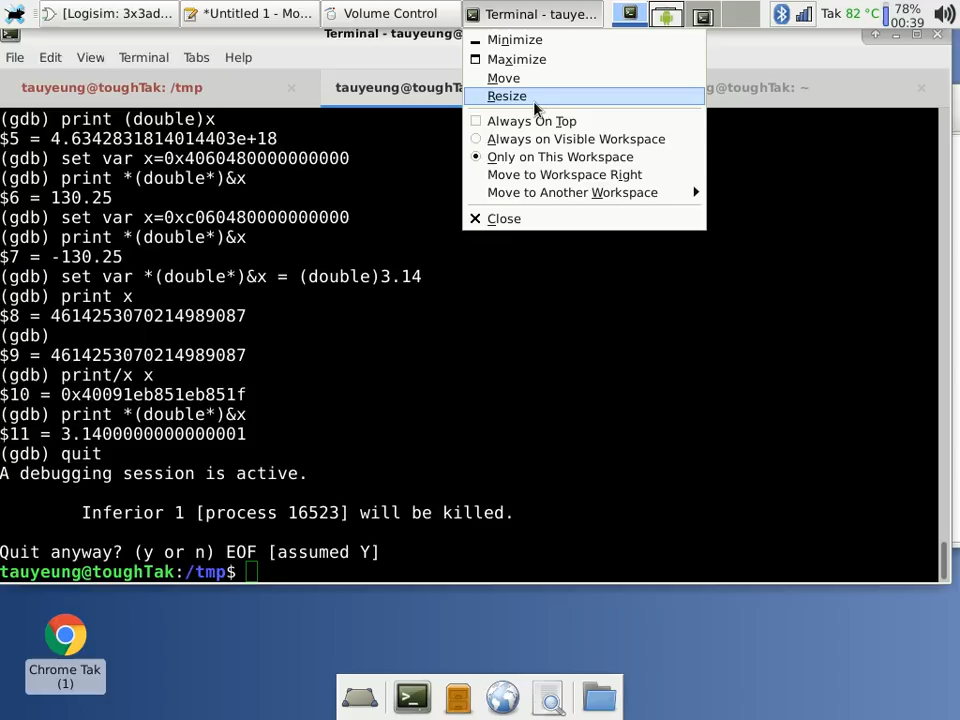 [Logisim: 3x3ad...
*Untitled 1 - Mo...
Volume Control
Terminal - tauye...
Tak 82 °C
78%
00:39
Terminal - tauyeung@
File Edit View Terminal Tabs Help
tauyeung@toughTak: /tmp
tauyeung@toughT
@toughTak: ~
Minimize
Maximize
Move
Resize
Always On Top
Always on Visible Workspace
Only on This Workspace
Move to Workspace Right
Move to Another Workspace
Close
(gdb) print (double)x
$5 = 4.6342831814014403e+18
(gdb) set var x=0x4060480000000000
(gdb) print *(double*)&x
$6 = 130.25
(gdb) set var x=0xc060480000000000
(gdb) print *(double*)&x
$7 = -130.25
(gdb) set var *(double*)&x = (double)3.14
(gdb) print x
$8 = 4614253070214989087
(gdb)
$9 = 4614253070214989087
(gdb) print/x x
$10 = 0x40091eb851eb851f
(gdb) print *(double*)&x
$11 = 3.1400000000000001
(gdb) quit
A debugging session is active.
Inferior 1 [process 16523] will be killed.
Quit anyway? (y or n) EOF [assumed Y]
tauyeung@toughTak:/tmp$
Chrome Tak
(1)